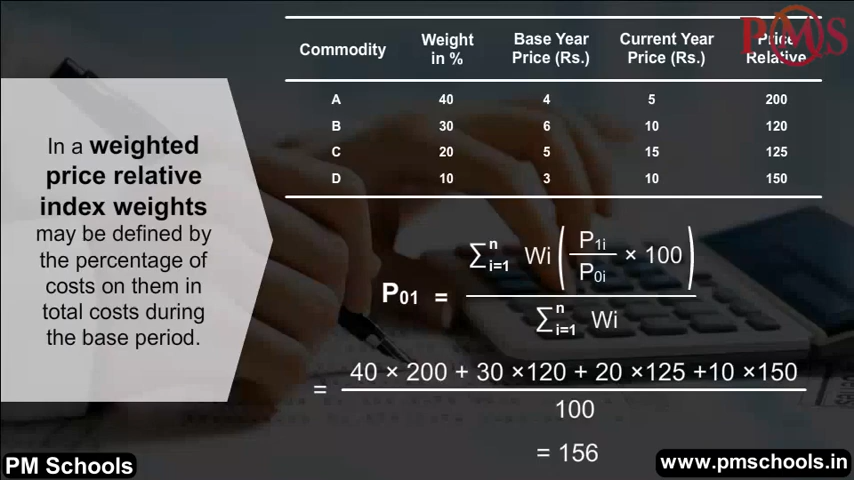 PMS
Commodity Weight in % Base Year Price (Rs.) Current Year Price (Rs.) Price Relative
A 40 4 5 200
B 30 6 10 120
C 20 5 15 125
D 10 3 10 150
In a weighted
price relative
index weights
may be defined by
the percentage of
costs on them in
total costs during
the base period.
P01 = ∑ⁿi=1 Wi (P1i / P0i × 100) / ∑ⁿi=1 Wi
= 40 × 200 + 30 ×120 + 20 ×125 +10 ×150 / 100
= 156
PM Schools
www.pmschools.in